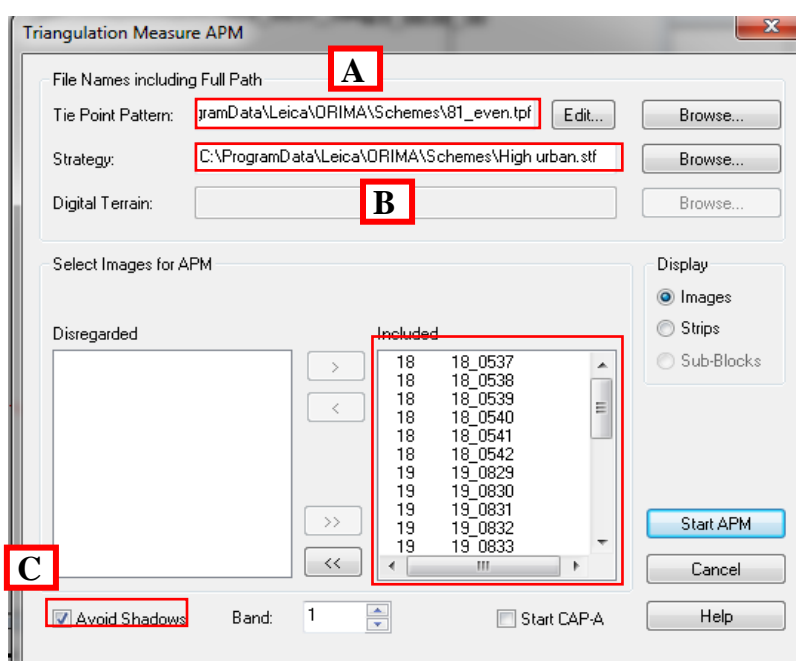 Triangulation Measure APM
A
File Names including Full Path
Tie Point Pattern: gramData\Leica\ORIMA\Schemes\81_even.tpf Edit... Browse...
Strategy: C:\ProgramData\Leica\ORIMA\Schemes\High urban.stf Browse...
Digital Terrain: Browse...
B
Select Images for APM
Display
Images
Strips
Sub-Blocks
Disregarded
Included
>
<
>>
<<
18 18_0537
18 18_0538
18 18_0539
18 18_0540
18 18_0541
18 18_0542
19 19_0829
19 19_0830
19 19_0831
19 19_0832
19 19_0833
Start APM
Cancel
C
Avoid Shadows Band: 1 Start CAP-A Help